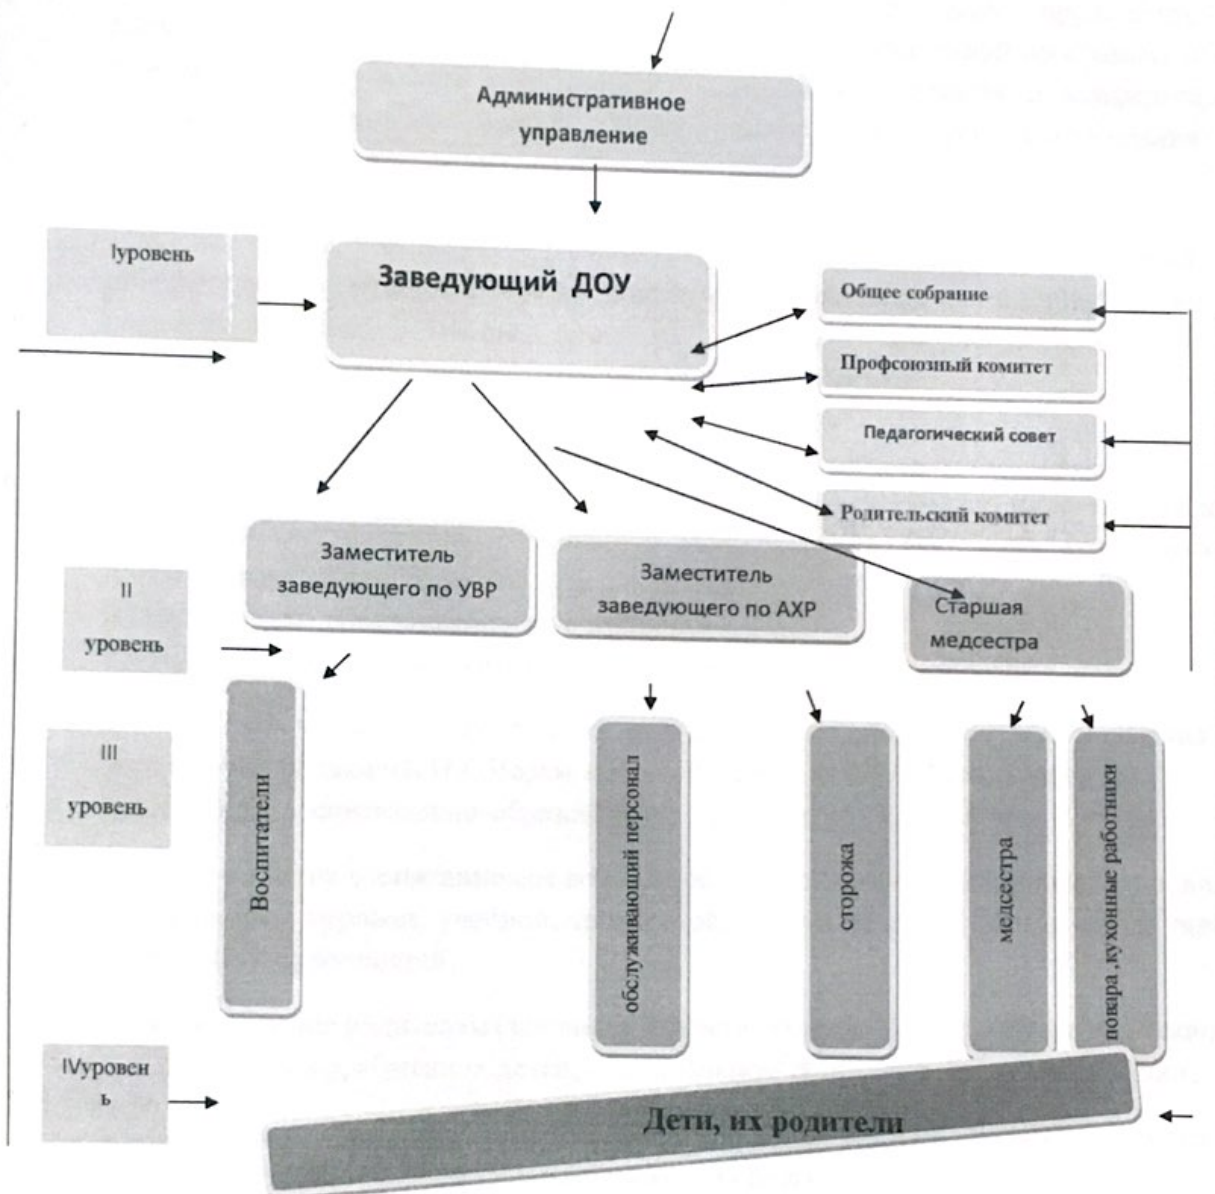 Административное
управление
Iуровень
Заведующий ДОУ
Общее собрание
Профсоюзный комитет
Педагогический совет
Родительский комитет
Заместитель
заведующего по УВР
Заместитель
заведующего по АХР
Старшая
медсестра
II
уровень
III
уровень
Воспитатели
обслуживающий персонал
сторожа
медсестра
повара ,кухонные работники
IVуровен
ь
Дети, их родители